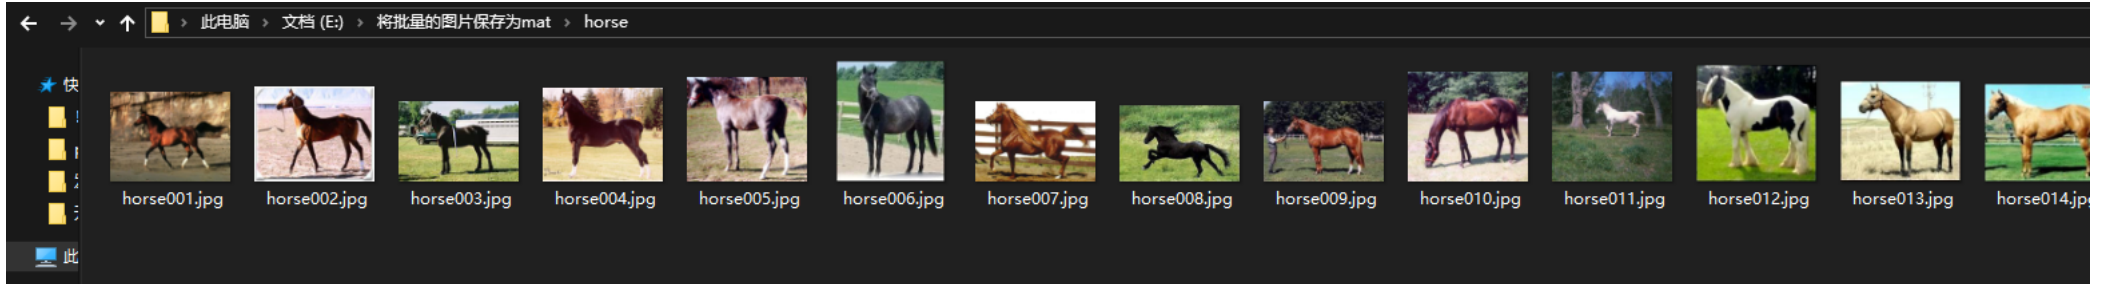 此电脑 > 文档 (E:) > 将批量的图片保存为mat > horse
快
horse001.jpg horse002.jpg horse003.jpg horse004.jpg horse005.jpg horse006.jpg horse007.jpg horse008.jpg horse009.jpg horse010.jpg horse011.jpg horse012.jpg horse013.jpg horse014.jpg
此